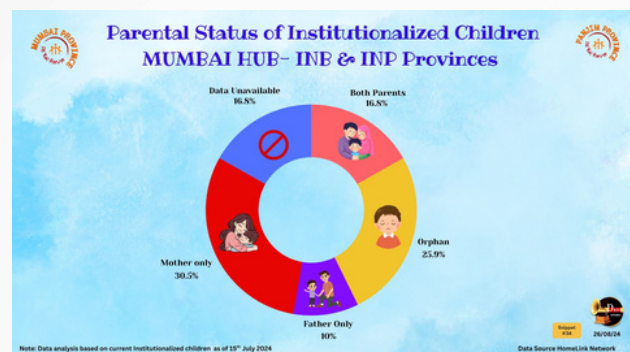 MUMBAI PROVINCE
PANJIM PROVINCE
Parental Status of Institutionalized Children
MUMBAI HUB- INB & INP Provinces
Data Unavailable
16.8%
Both Parents
16.8%
Orphan
25.9%
Mother only
30.5%
Father Only
10%
Snippet
#34
26/08/24
Note: Data analysis based on current Institutionalized children as of 15th July 2024
Data Source HomeLink Network